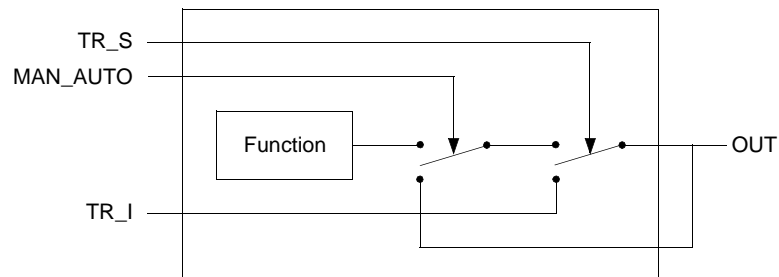 TR_S
MAN_AUTO
Function
OUT
TR_I